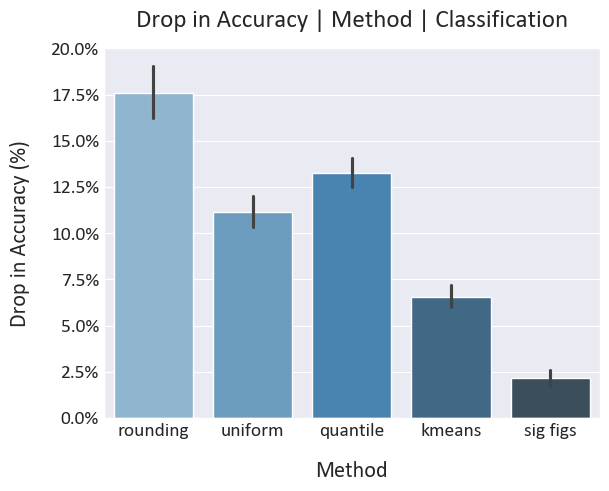 Drop in Accuracy | Method | Classification
Drop in Accuracy (%)
20.0%
17.5%
15.0%
12.5%
10.0%
7.5%
5.0%
2.5%
0.0%
rounding uniform quantile kmeans sig figs
Method